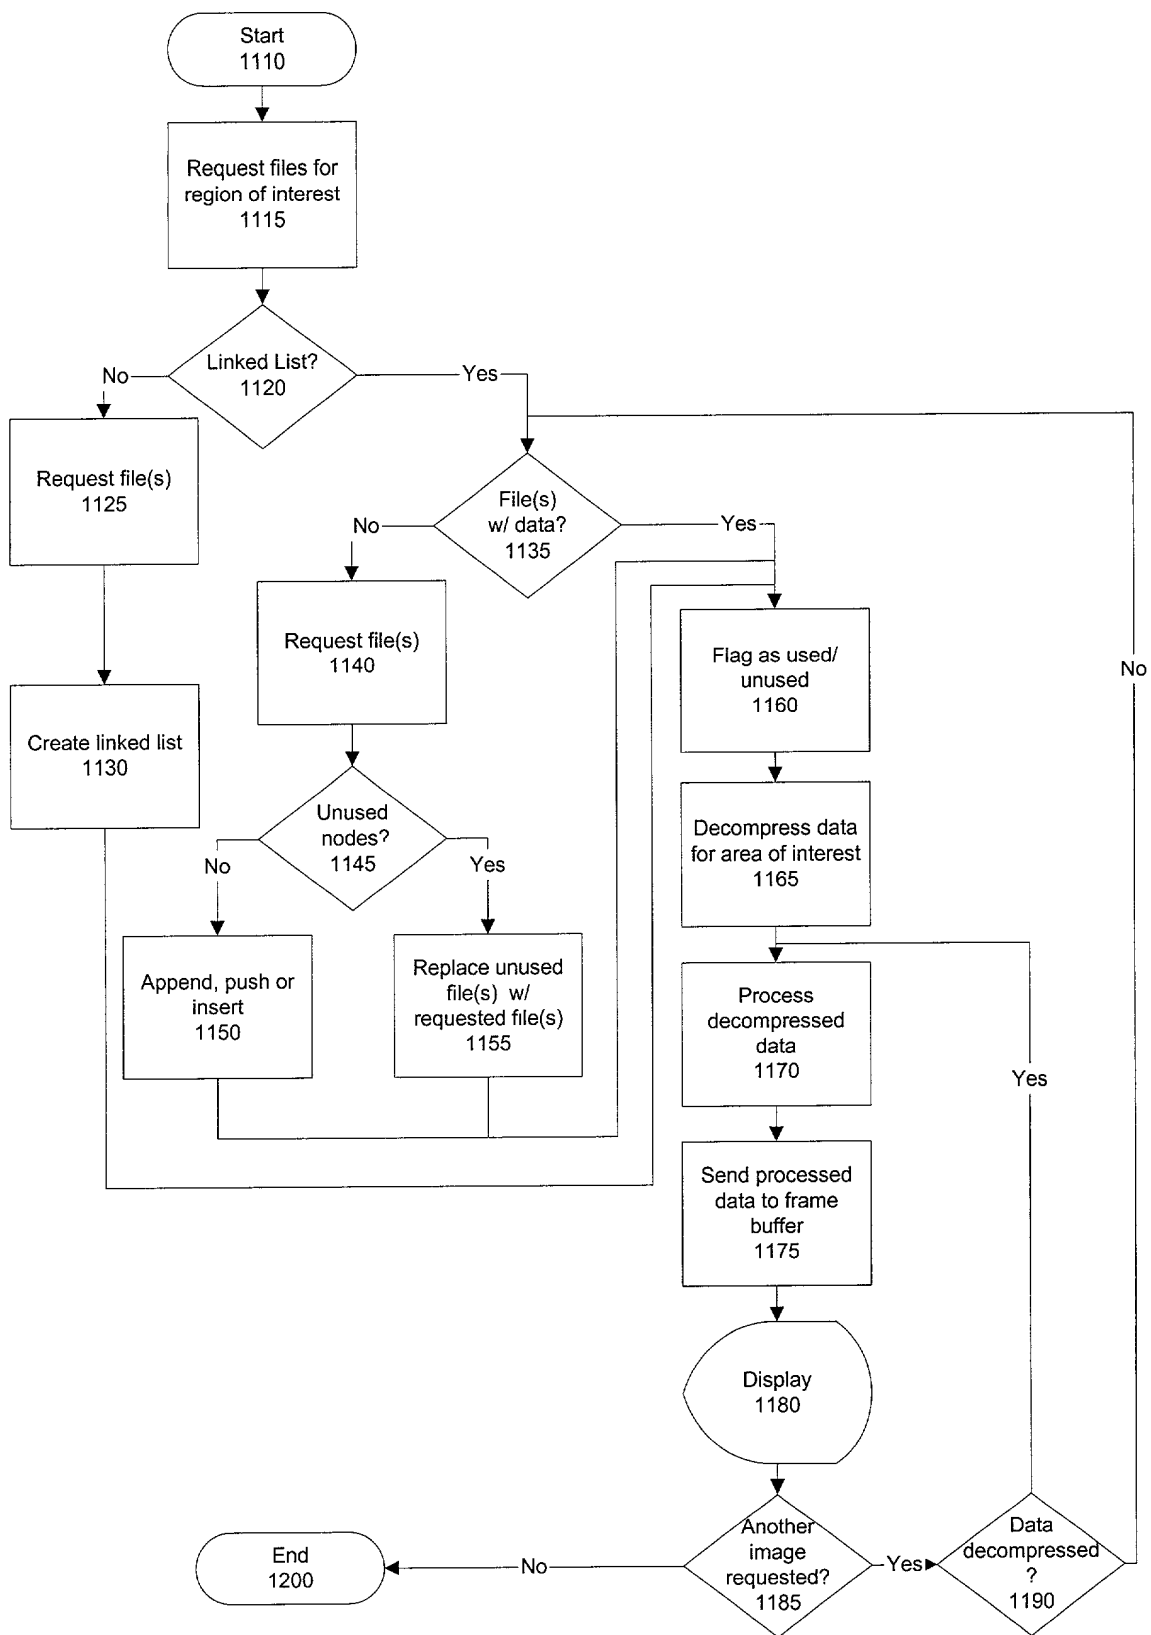 Start
1110
Request files for
region of interest
1115
Linked List?
1120
No
Yes
Request file(s)
1125
File(s)
w/ data?
1135
No
Yes
Request file(s)
1140
Flag as used/
unused
1160
No
Create linked list
1130
Unused
nodes?
1145
No
Yes
Decompress data
for area of interest
1165
Append, push or
insert
1150
Replace unused
file(s) w/
requested file(s)
1155
Process
decompressed
data
1170
Yes
Send processed
data to frame
buffer
1175
Display
1180
Another
image
requested?
1185
No
Yes
Data
decompressed
?
1190
End
1200